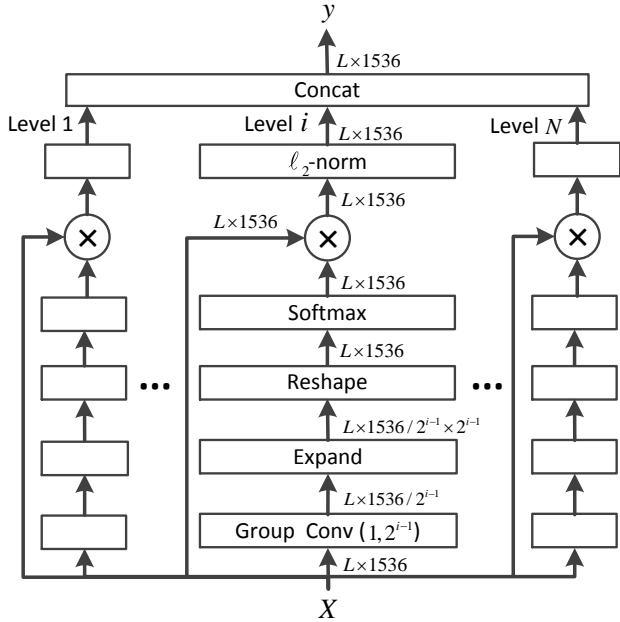 y
L×1536
Concat
Level 1
Level i
L×1536
Level N
ℓ₂-norm
L×1536
L×1536
×
×
×
L×1536
Softmax
L×1536
Reshape
...
...
L×1536/2^{i-1}×2^{i-1}
Expand
L×1536/2^{i-1}
Group Conv (1, 2^{i-1})
L×1536
X